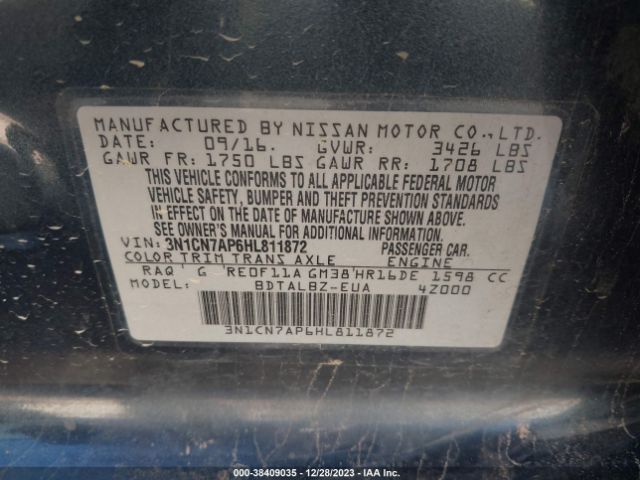 MANUFACTURED BY NISSAN MOTOR CO.,LTD.
DATE: 09/16. GVWR: 3426 LBS
GAWR FR: 1750 LBS GAWR RR: 1708 LBS
THIS VEHICLE CONFORMS TO ALL APPLICABLE FEDERAL MOTOR
VEHICLE SAFETY, BUMPER AND THEFT PREVENTION STANDARDS
IN EFFECT ON THE DATE OF MANUFACTURE SHOWN ABOVE.
SEE OWNER'S MANUAL FOR ADDITIONAL INFORMATION.
VIN: 3N1CN7AP6HL811872 PASSENGER CAR.
COLOR TRIM TRANS AXLE ENGINE
RAQ' G 'RE0F11A GM38'HR16DE 1598 CC
MODEL: BDTALBZ-EUA 4Z000
3N1CN7AP6HL811872
000-38409035 - 12/28/2023 - IAA Inc.